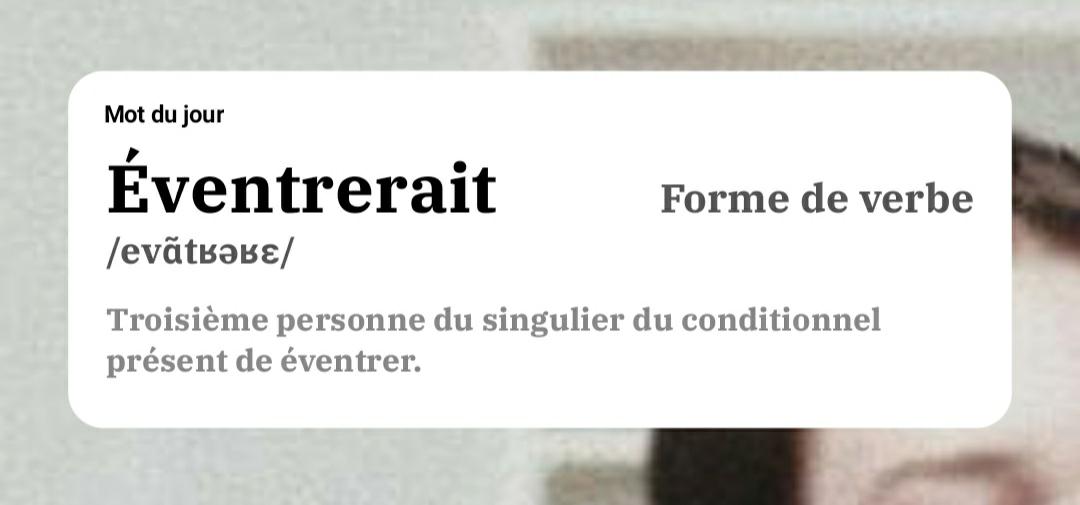 Mot du jour
Éventrerait
Forme de verbe
/evɑ̃tʁəʁɛ/
Troisième personne du singulier du conditionnel
présent de éventrer.